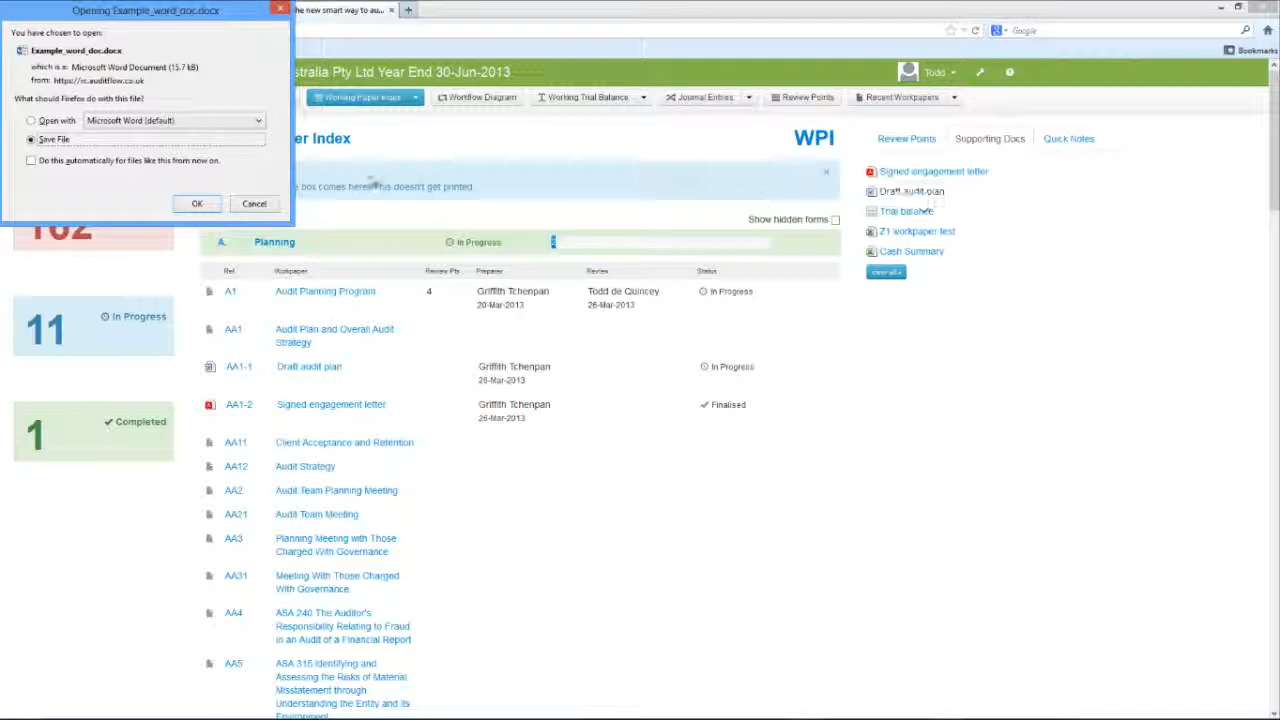 Opening Example_word_doc.docx
You have chosen to open:
Example_word_doc.docx
which is a: Microsoft Word Document (15.7 kB)
from: https://rc.auditflow.co.uk
What should Firefox do with this file?
Open with Microsoft Word (default)
Save File
Do this automatically for files like this from now on.
OK Cancel
he new smart way to au...
Google
Bookmarks
stralia Pty Ltd Year End 30-Jun-2013
Todd
Working Paper Index Workflow Diagram Working Trial Balance Journal Entries Review Points Recent Workpapers
er Index WPI
e box comes here. This doesn't get printed.
Show hidden forms
A. Planning In Progress
Ref. Workpaper Review Pts Preparer Review Status
A1 Audit Planning Program 4 Griffith Tchenpan Todd de Quincey In Progress
20-Mar-2013 26-Mar-2013
AA1 Audit Plan and Overall Audit
Strategy
AA1-1 Draft audit plan Griffith Tchenpan In Progress
26-Mar-2013
AA1-2 Signed engagement letter Griffith Tchenpan Finalised
26-Mar-2013
AA11 Client Acceptance and Retention
AA12 Audit Strategy
AA2 Audit Team Planning Meeting
AA21 Audit Team Meeting
AA3 Planning Meeting with Those
Charged With Governance
AA31 Meeting With Those Charged
With Governance
AA4 ASA 240 The Auditor's
Responsibility Relating to Fraud
in an Audit of a Financial Report
AA5 ASA 315 Identifying and
Assessing the Risks of Material
Misstatement through
Understanding the Entity and its
Environment
11 In Progress
1 Completed
Review Points Supporting Docs Quick Notes
Signed engagement letter
Draft audit plan
Trial balance
Z1 workpaper test
Cash Summary
view all